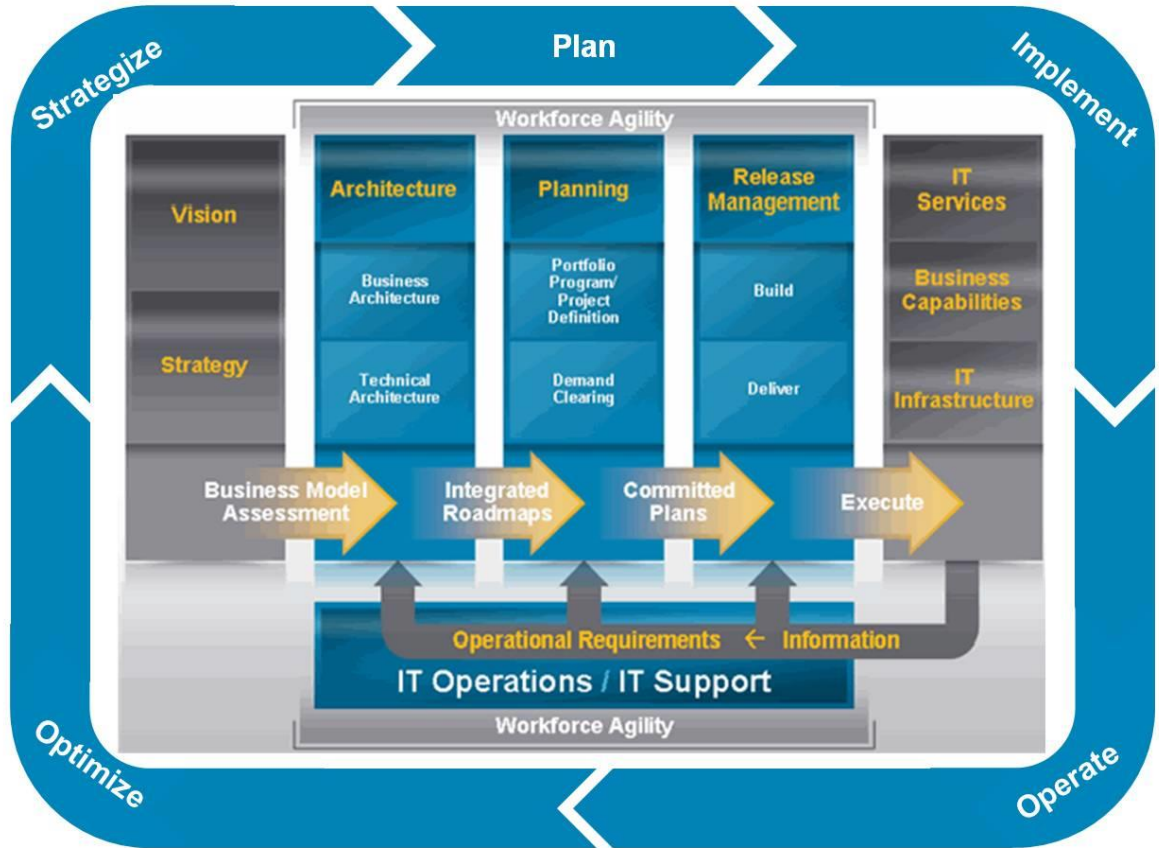 Strategize
Plan
Implement
Workforce Agility
Vision
Strategy
Architecture
Business
Architecture
Technical
Architecture
Planning
Portfolio
Program/
Project
Definition
Demand
Clearing
Release
Management
Build
Deliver
IT
Services
Business
Capabilities
IT
Infrastructure
Business Model
Assessment
Integrated
Roadmaps
Committed
Plans
Execute
Operational Requirements ← Information
IT Operations / IT Support
Workforce Agility
Optimize
Operate